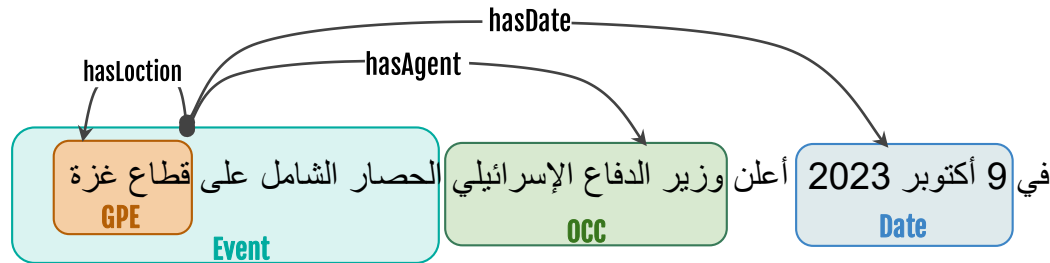 hasDate
hasAgent
hasLoction
في 9 أكتوبر 2023 أعلن وزير الدفاع الإسرائيلي الحصار الشامل على قطاع غزة
GPE
OCC
Date
Event